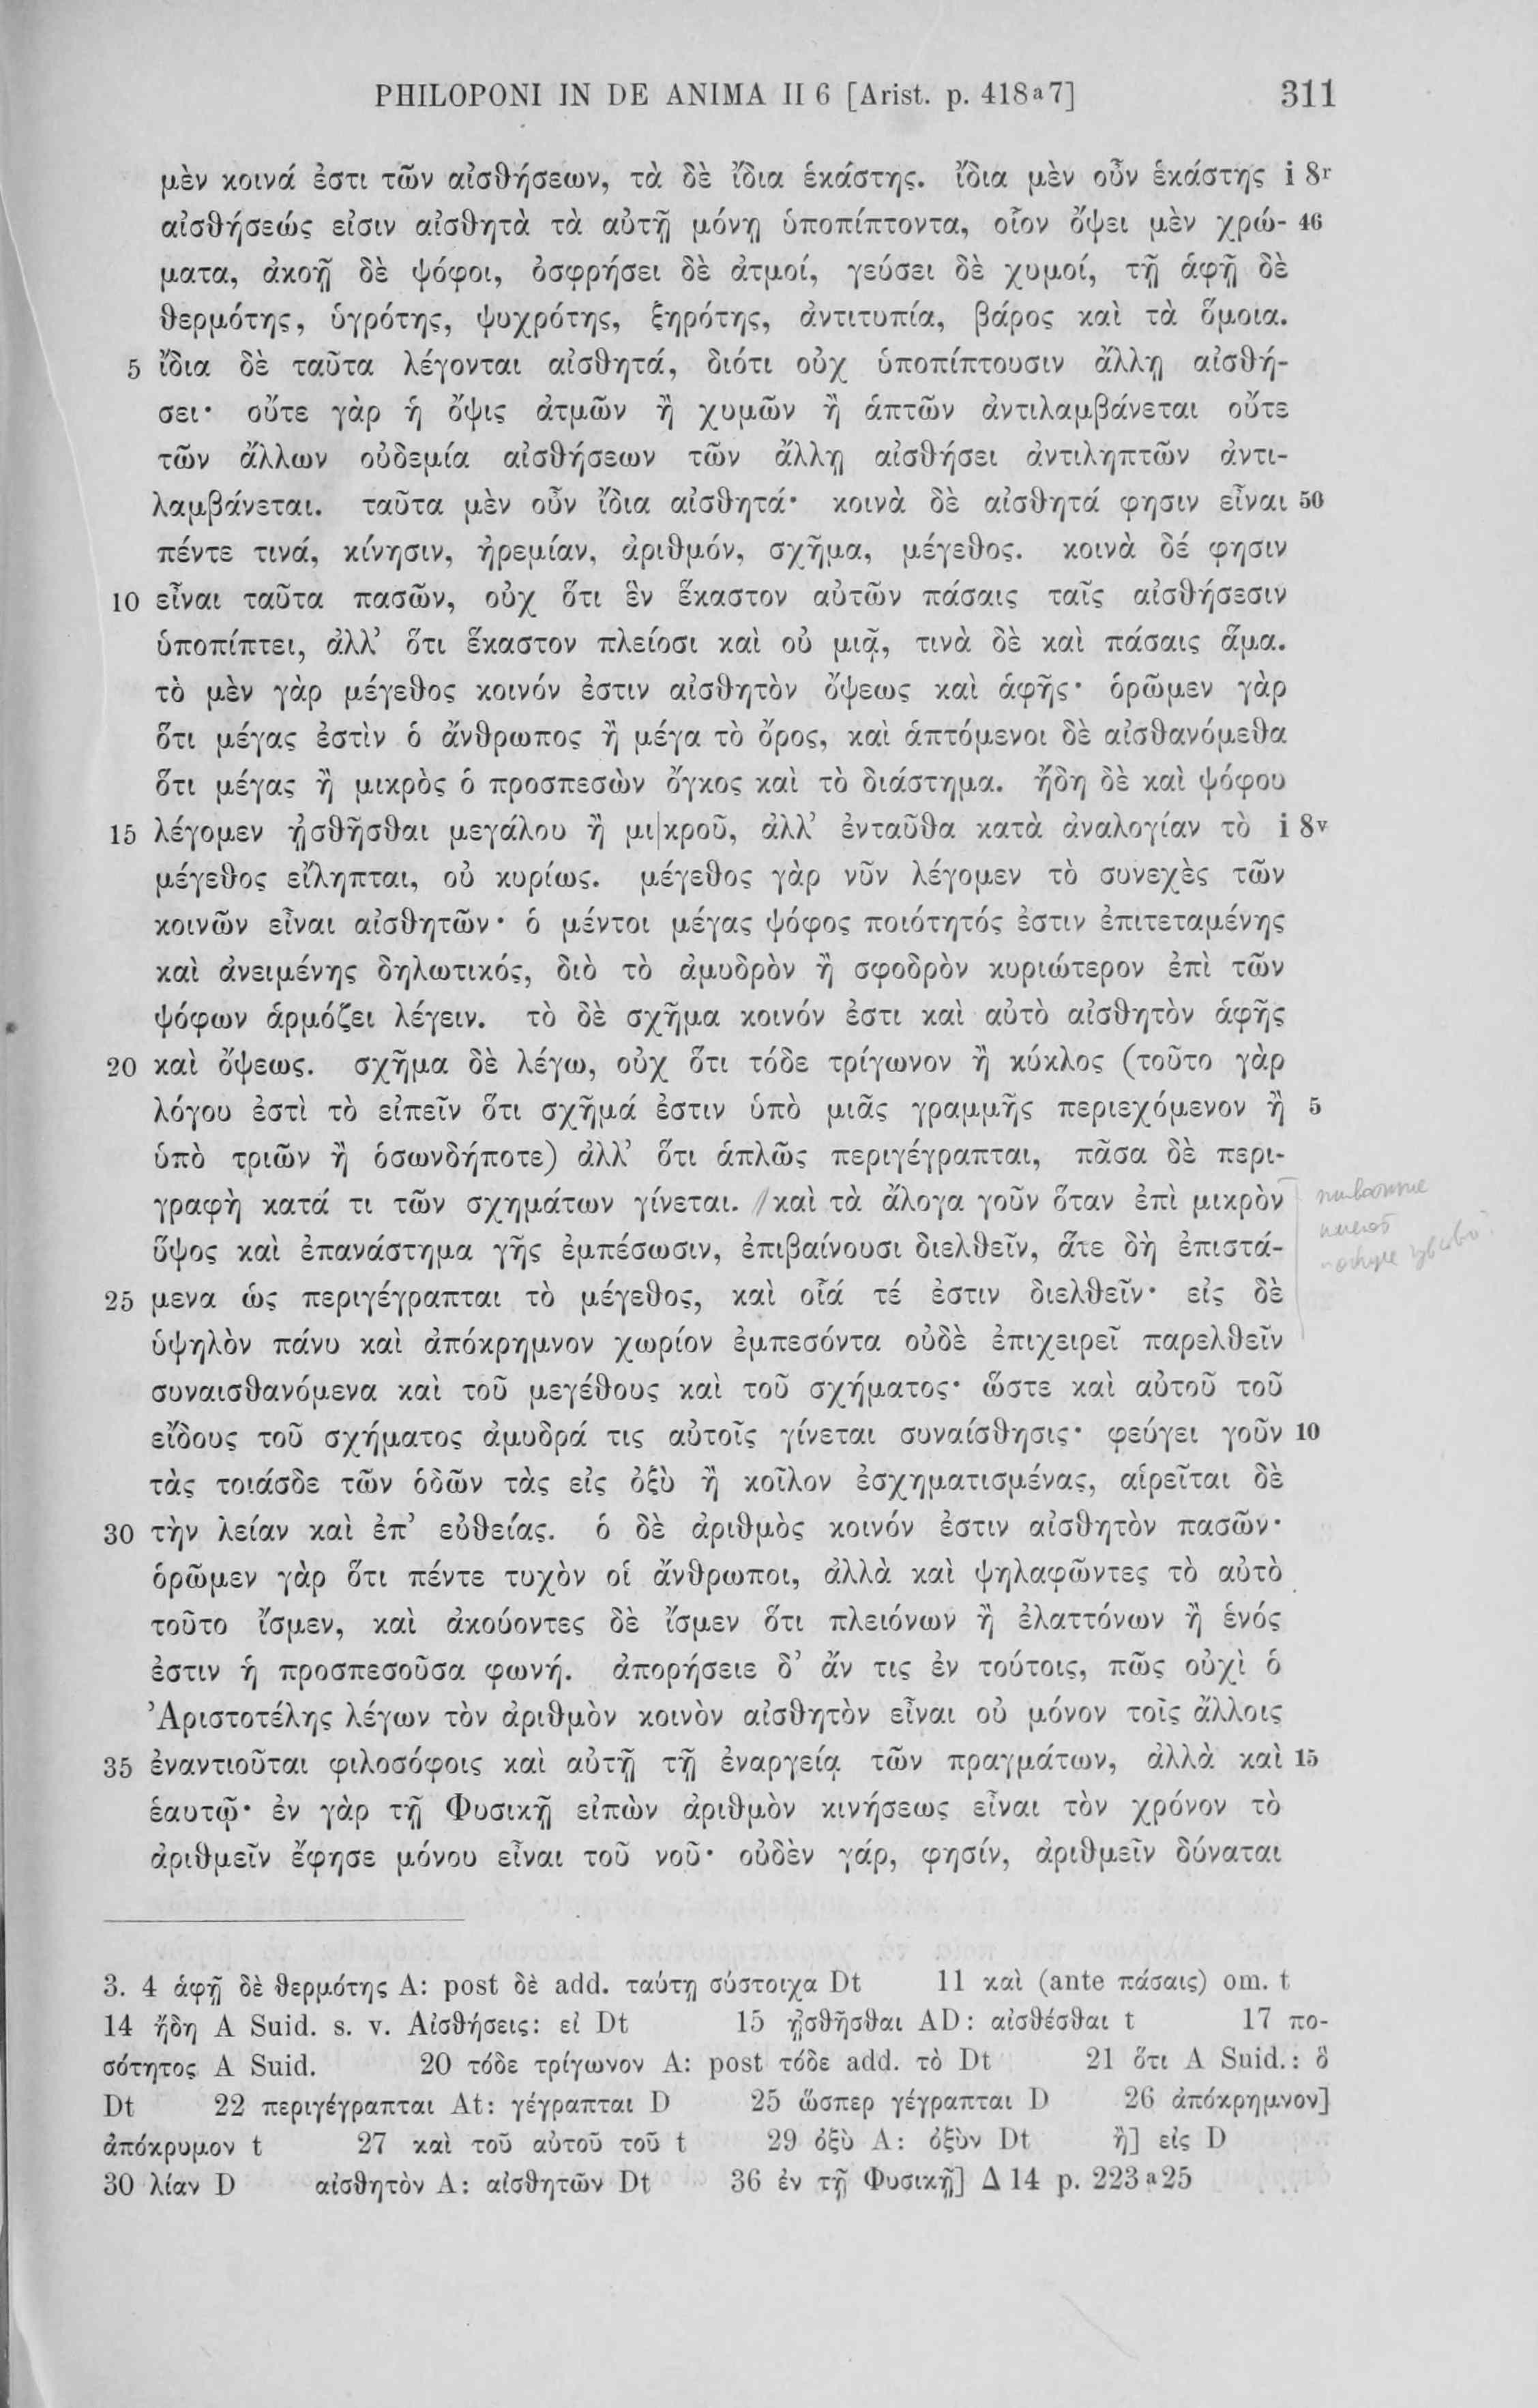 PHILOPONI IN DE ANIMA II 6 [Arist. p. 418ª7] 311
μὲν κοινά ἐστι τῶν αἰσθήσεων, τὰ δὲ ἴδια ἑκάστης. ἴδια μὲν οὖν ἑκάστης i 8r
αἰσθήσεώς εἰσιν αἰσθητὰ τὰ αὐτῇ μόνῃ ὑποπίπτοντα, οἷον ὄψει μὲν χρώ- 46
ματα, ἀκοῇ δὲ ψόφοι, ὀσφρήσει δὲ ἀτμοί, γεύσει δὲ χυμοί, τῇ ἁφῇ δὲ
θερμότης, ὑγρότης, ψυχρότης, ξηρότης, ἀντιτυπία, βάρος καὶ τὰ ὅμοια.
5 ἴδια δὲ ταῦτα λέγονται αἰσθητά, διότι οὐχ ὑποπίπτουσιν ἄλλῃ αἰσθή-
σει· οὔτε γὰρ ἡ ὄψις ἀτμῶν ἢ χυμῶν ἢ ἁπτῶν ἀντιλαμβάνεται οὔτε
τῶν ἄλλων οὐδεμία αἰσθήσεων τῶν ἄλλῃ αἰσθήσει ἀντιληπτῶν ἀντι-
λαμβάνεται. ταῦτα μὲν οὖν ἴδια αἰσθητά· κοινὰ δὲ αἰσθητά φησιν εἶναι 50
πέντε τινά, κίνησιν, ἠρεμίαν, ἀριθμόν, σχῆμα, μέγεθος. κοινὰ δέ φησιν
10 εἶναι ταῦτα πασῶν, οὐχ ὅτι ἓν ἕκαστον αὐτῶν πάσαις ταῖς αἰσθήσεσιν
ὑποπίπτει, ἀλλ' ὅτι ἕκαστον πλείοσι καὶ οὐ μιᾷ, τινὰ δὲ καὶ πάσαις ἅμα.
τὸ μὲν γὰρ μέγεθος κοινόν ἐστιν αἰσθητὸν ὄψεως καὶ ἁφῆς· ὁρῶμεν γὰρ
ὅτι μέγας ἐστὶν ὁ ἄνθρωπος ἢ μέγα τὸ ὄρος, καὶ ἁπτόμενοι δὲ αἰσθανόμεθα
ὅτι μέγας ἢ μικρὸς ὁ προσπεσὼν ὄγκος καὶ τὸ διάστημα. ἤδη δὲ καὶ ψόφου
15 λέγομεν ᾐσθῆσθαι μεγάλου ἢ μι|κροῦ, ἀλλ' ἐνταῦθα κατὰ ἀναλογίαν τὸ i 8v
μέγεθος εἴληπται, οὐ κυρίως. μέγεθος γὰρ νῦν λέγομεν τὸ συνεχὲς τῶν
κοινῶν εἶναι αἰσθητῶν· ὁ μέντοι μέγας ψόφος ποιότητός ἐστιν ἐπιτεταμένης
καὶ ἀνειμένης δηλωτικός, διὸ τὸ ἀμυδρὸν ἢ σφοδρὸν κυριώτερον ἐπὶ τῶν
ψόφων ἁρμόζει λέγειν. τὸ δὲ σχῆμα κοινόν ἐστι καὶ αὐτὸ αἰσθητὸν ἁφῆς
20 καὶ ὄψεως. σχῆμα δὲ λέγω, οὐχ ὅτι τόδε τρίγωνον ἢ κύκλος (τοῦτο γὰρ
λόγου ἐστὶ τὸ εἰπεῖν ὅτι σχῆμά ἐστιν ὑπὸ μιᾶς γραμμῆς περιεχόμενον ἢ 5
ὑπὸ τριῶν ἢ ὁσωνδήποτε) ἀλλ' ὅτι ἁπλῶς περιγέγραπται, πᾶσα δὲ περι-
γραφὴ κατά τι τῶν σχημάτων γίνεται. //καὶ τὰ ἄλογα γοῦν ὅταν ἐπὶ μικρὸν
ὕψος καὶ ἐπανάστημα γῆς ἐμπέσωσιν, ἐπιβαίνουσι διελθεῖν, ἅτε δὴ ἐπιστά-
25 μενα ὡς περιγέγραπται τὸ μέγεθος, καὶ οἷά τέ ἐστιν διελθεῖν· εἰς δὲ
ὑψηλὸν πάνυ καὶ ἀπόκρημνον χωρίον ἐμπεσόντα οὐδὲ ἐπιχειρεῖ παρελθεῖν
συναισθανόμενα καὶ τοῦ μεγέθους καὶ τοῦ σχήματος· ὥστε καὶ αὐτοῦ τοῦ
εἴδους τοῦ σχήματος ἀμυδρά τις αὐτοῖς γίνεται συναίσθησις· φεύγει γοῦν 10
τὰς τοιάσδε τῶν ὁδῶν τὰς εἰς ὀξὺ ἢ κοῖλον ἐσχηματισμένας, αἱρεῖται δὲ
30 τὴν λείαν καὶ ἐπ' εὐθείας. ὁ δὲ ἀριθμὸς κοινόν ἐστιν αἰσθητὸν πασῶν·
ὁρῶμεν γὰρ ὅτι πέντε τυχὸν οἱ ἄνθρωποι, ἀλλὰ καὶ ψηλαφῶντες τὸ αὐτὸ
τοῦτο ἴσμεν, καὶ ἀκούοντες δὲ ἴσμεν ὅτι πλειόνων ἢ ἐλαττόνων ἢ ἑνός
ἐστιν ἡ προσπεσοῦσα φωνή. ἀπορήσειε δ' ἄν τις ἐν τούτοις, πῶς οὐχὶ ὁ
Ἀριστοτέλης λέγων τὸν ἀριθμὸν κοινὸν αἰσθητὸν εἶναι οὐ μόνον τοῖς ἄλλοις
35 ἐναντιοῦται φιλοσόφοις καὶ αὐτῇ τῇ ἐναργείᾳ τῶν πραγμάτων, ἀλλὰ καὶ 15
ἑαυτῷ· ἐν γὰρ τῇ Φυσικῇ εἰπὼν ἀριθμὸν κινήσεως εἶναι τὸν χρόνον τὸ
ἀριθμεῖν ἔφησε μόνου εἶναι τοῦ νοῦ· οὐδὲν γάρ, φησίν, ἀριθμεῖν δύναται
3. 4 ἁφῇ δὲ θερμότης A: post δὲ add. ταύτῃ σύστοιχα Dt 11 καὶ (ante πάσαις) om. t
14 ἤδη A Suid. s. v. Αἰσθήσεις: εἰ Dt 15 ᾐσθῆσθαι AD: αἰσθέσθαι t 17 πο-
σότητος A Suid. 20 τόδε τρίγωνον A: post τόδε add. τὸ Dt 21 ὅτι A Suid.: ὃ
Dt 22 περιγέγραπται At: γέγραπται D 25 ὥσπερ γέγραπται D 26 ἀπόκρημνον]
ἀπόκρυμον t 27 καὶ τοῦ αὐτοῦ τοῦ t 29 ὀξὺ A: ὀξὺν Dt ἢ] εἰς D
30 λίαν D αἰσθητὸν A: αἰσθητῶν Dt 36 ἐν τῇ Φυσικῇ] Δ 14 p. 223ª25